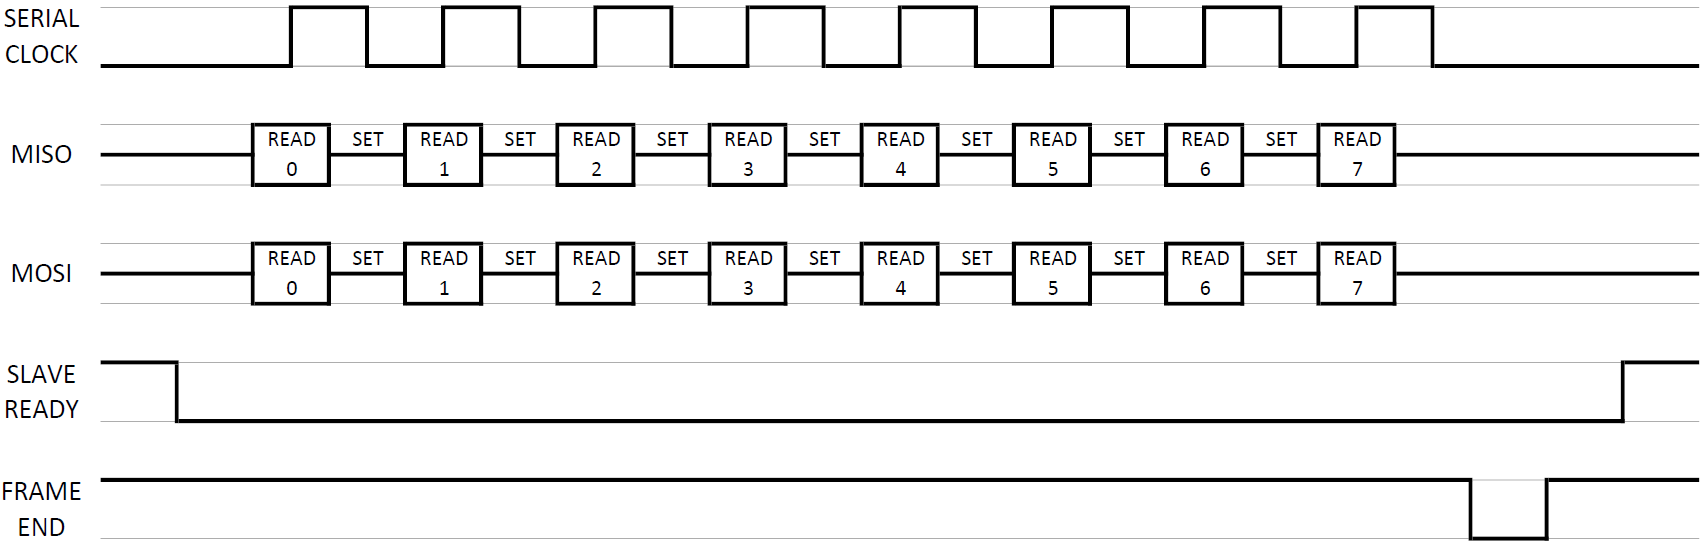 SERIAL
CLOCK
MISO
READ SET READ SET READ SET READ SET READ SET READ SET READ SET READ
0 1 2 3 4 5 6 7
MOSI
READ SET READ SET READ SET READ SET READ SET READ SET READ SET READ
0 1 2 3 4 5 6 7
SLAVE
READY
FRAME
END